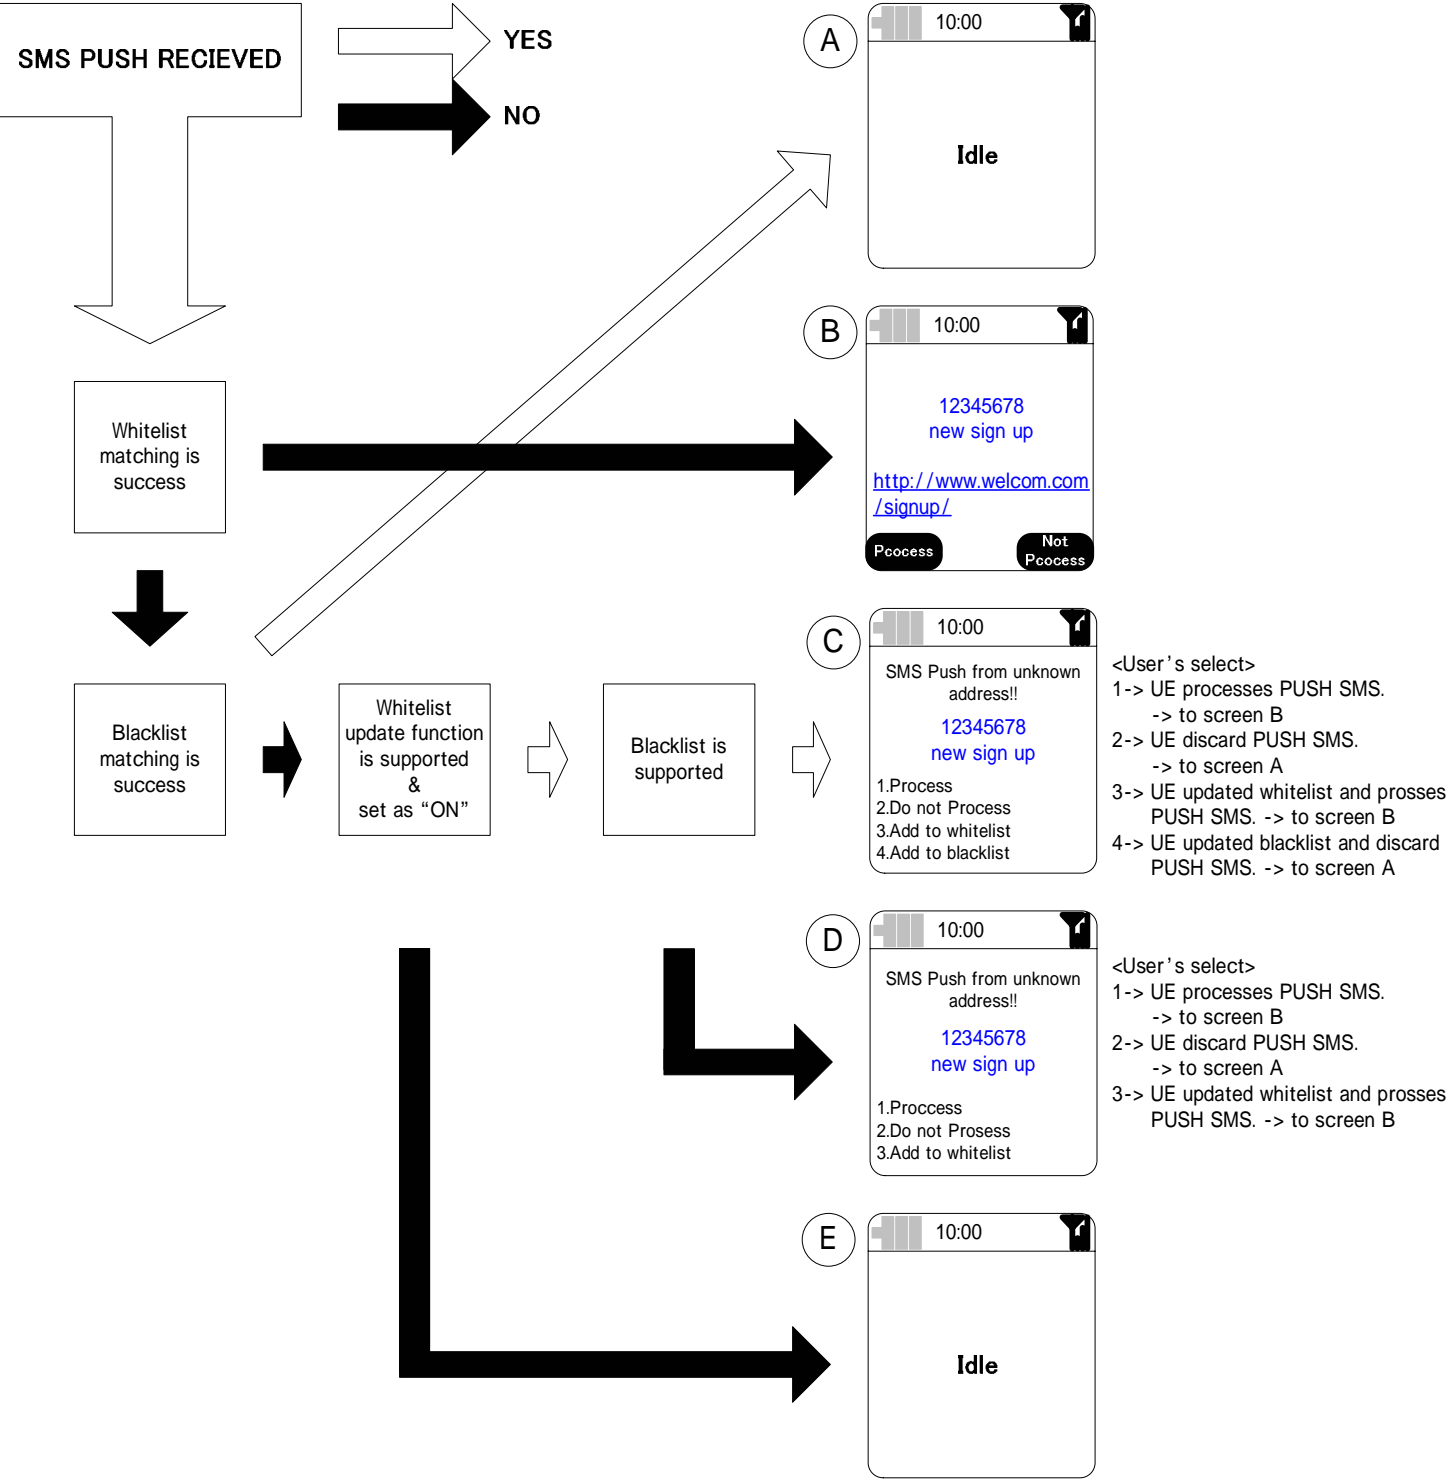 SMS PUSH RECIEVED
YES
NO
A
10:00
Idle
B
10:00
12345678
new sign up
http://www.welcom.com
/signup/
Pcocess
Not
Pcocess
Whitelist
matching is
success
Blacklist
matching is
success
Whitelist
update function
is supported
&
set as “ON”
Blacklist is
supported
C
10:00
SMS Push from unknown
address!!
12345678
new sign up
1.Process
2.Do not Process
3.Add to whitelist
4.Add to blacklist
<User’s select>
1-> UE processes PUSH SMS.
-> to screen B
2-> UE discard PUSH SMS.
-> to screen A
3-> UE updated whitelist and prosses
PUSH SMS. -> to screen B
4-> UE updated blacklist and discard
PUSH SMS. -> to screen A
D
10:00
SMS Push from unknown
address!!
12345678
new sign up
1.Proccess
2.Do not Prosess
3.Add to whitelist
<User’s select>
1-> UE processes PUSH SMS.
-> to screen B
2-> UE discard PUSH SMS.
-> to screen A
3-> UE updated whitelist and prosses
PUSH SMS. -> to screen B
E
10:00
Idle